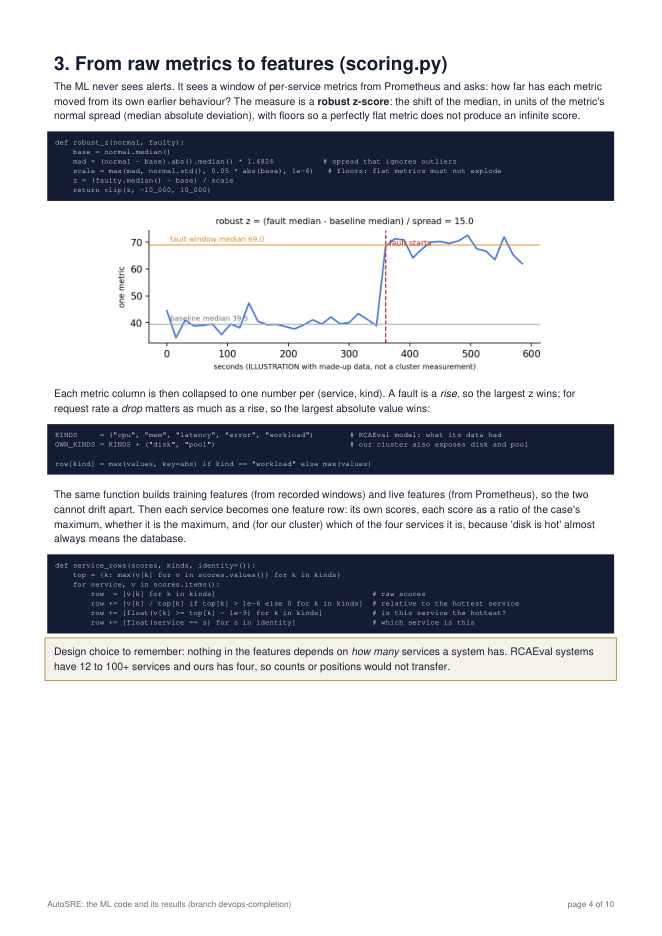 3. From raw metrics to features (scoring.py)
The ML never sees alerts. It sees a window of per-service metrics from Prometheus and asks: how far has each metric
moved from its own earlier behaviour? The measure is a robust z-score: the shift of the median, in units of the metric's
normal spread (median absolute deviation), with floors so a perfectly flat metric does not produce an infinite score.
def robust_z(normal, faulty):
    base = normal.median()
    mad = (normal - base).abs().median() * 1.4826           # spread that ignores outliers
    scale = max(mad, normal.std(), 0.05 * abs(base), 1e-6)   # floors: flat metrics must not explode
    z = (faulty.median() - base) / scale
    return clip(z, -10_000, 10_000)
robust z = (fault median - baseline median) / spread = 15.0
fault-window median 69.0
fault starts
baseline median 39.5
one metric
70
60
50
40
0 100 200 300 400 500 600
seconds (ILLUSTRATION with made-up data, not a cluster measurement)
Each metric column is then collapsed to one number per (service, kind). A fault is a rise, so the largest z wins; for
request rate a drop matters as much as a rise, so the largest absolute value wins:
KINDS     = ("cpu", "mem", "latency", "error", "workload")        # RCAEval model: what its data had
OWN_KINDS = KINDS + ("disk", "pool")                              # our cluster also exposes disk and pool
row[kind] = max(values, key=abs) if kind == "workload" else max(values)
The same function builds training features (from recorded windows) and live features (from Prometheus), so the two
cannot drift apart. Then each service becomes one feature row: its own scores, each score as a ratio of the case's
maximum, whether it is the maximum, and (for our cluster) which of the four services it is, because 'disk is hot' almost
always means the database.
def service_rows(scores, kinds, identity=()):
    top = {k: max(v[k] for v in scores.values()) for k in kinds}
    for service, v in scores.items():
        row  = [v[k] for k in kinds]                                   # raw scores
        row += [v[k] / top[k] if top[k] > 1e-6 else 0 for k in kinds]  # relative to the hottest service
        row += [float(v[k] >= top[k] - 1e-9) for k in kinds]           # is this service the hottest?
        row += [float(service == s) for s in identity]                 # which service is this
Design choice to remember: nothing in the features depends on how many services a system has. RCAEval systems
have 12 to 100+ services and ours has four, so counts or positions would not transfer.
AutoSRE: the ML code and its results (branch devops-completion)
page 4 of 10